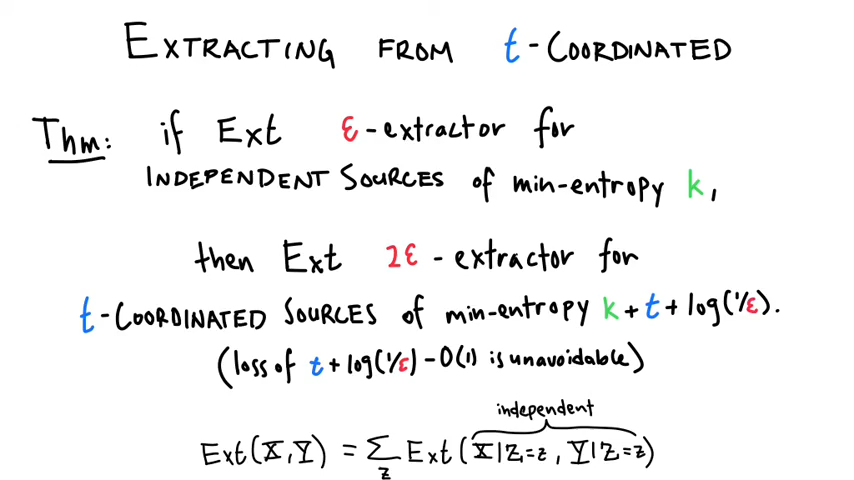 EXTRACTING FROM t-COORDINATED
Thm: if Ext ε-extractor for
INDEPENDENT SOURCES of min-entropy k,
then Ext 2ε-extractor for
t-COORDINATED SOURCES of min-entropy k + t + log(1/ε).
(loss of t + log(1/ε) - O(1) is unavoidable)
independent
Ext(X,Y) = ∑_z Ext(X|Z=z, Y|Z=z)